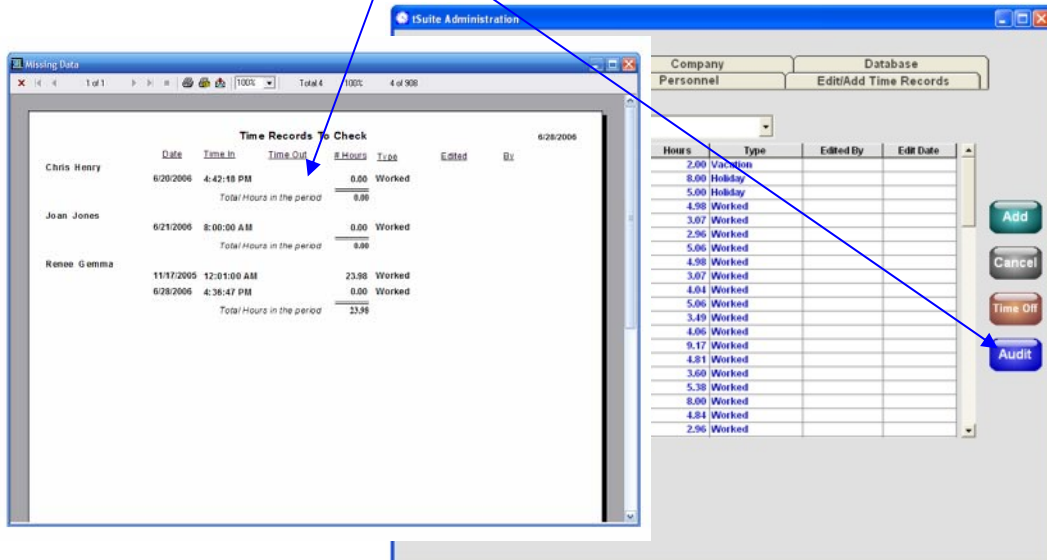 tSuite Administration
Missing Data
1 of 1 100% Total:4 100% 4 of 908
Time Records To Check 6/28/2006
Date Time In Time Out # Hours Type Edited By
Chris Henry
6/20/2006 4:42:18 PM 0.00 Worked
Total Hours in the period 0.00
Joan Jones
6/21/2006 8:00:00 AM 0.00 Worked
Total Hours in the period 0.00
Renee Gemma
11/17/2005 12:01:00 AM 23.98 Worked
6/28/2006 4:36:47 PM 0.00 Worked
Total Hours in the period 23.98
Company Database
Personnel Edit/Add Time Records
Hours Type Edited By Edit Date
2.00 Vacation
8.00 Holiday
5.00 Holiday
4.98 Worked
3.07 Worked
2.96 Worked
5.06 Worked
4.98 Worked
3.07 Worked
4.04 Worked
5.06 Worked
3.49 Worked
4.06 Worked
9.17 Worked
4.81 Worked
3.60 Worked
5.38 Worked
8.00 Worked
4.84 Worked
2.96 Worked
Add
Cancel
Time Off
Audit